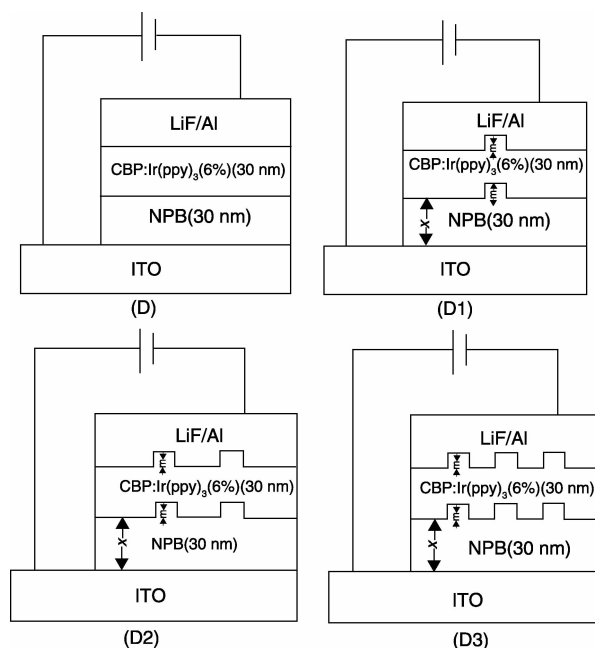 LiF/Al
CBP:Ir(ppy)₃(6%)(30 nm)
NPB(30 nm)
ITO
(D)
LiF/Al
m
CBP:Ir(ppy)₃(6%)(30 nm)
m
x
NPB(30 nm)
ITO
(D1)
LiF/Al
m
CBP:Ir(ppy)₃(6%)(30 nm)
m
x
NPB(30 nm)
ITO
(D2)
LiF/Al
m
CBP:Ir(ppy)₃(6%)(30 nm)
m
x
NPB(30 nm)
ITO
(D3)